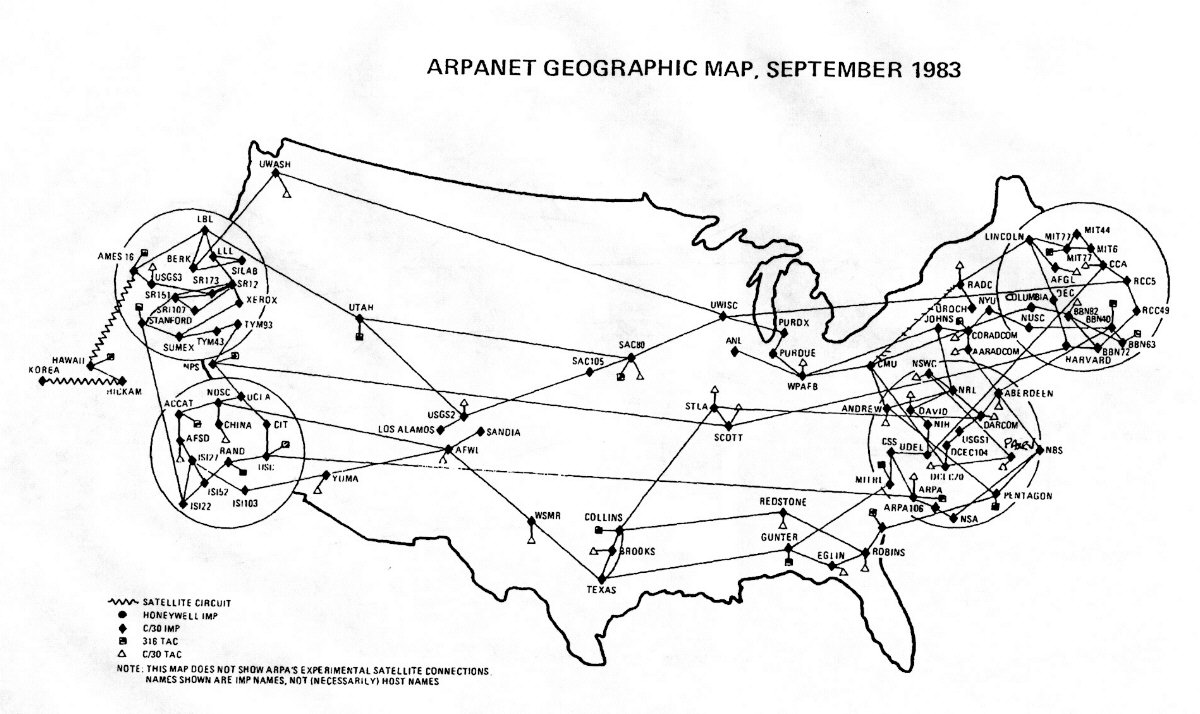 ARPANET GEOGRAPHIC MAP, SEPTEMBER 1983
UWASH
LBL
LLL
BERK
SILAB
AMES 16
USGS3
SR173
SR12
SR151
XEROX
SR1107
STANFORD
TYM93
TYM43
SUMEX
HAWAII
NPS
KOREA
HICKAM
UTAH
UWISC
PURDX
SAC80
SAC105
ANL
PURDUE
WPAFB
LINCOLN
MIT77
MIT44
MIT6
MIT77
CCA
AFGL
RCC5
RADC
DEC
COLUMBIA
NYU
RCC49
BBN82
BBN40
JOHNS
NUSC
CORADCOM
BBN63
AARADCOM
HARVARD
BBN72
CMU
NSWC
NRL
ABERDEEN
ANDREW
DAVID
DARCOM
NIH
CSS
UDEL
USGS1
NBS
DCEC104
DCEC20
ARPA
PENTAGON
ARPA106
NSA
NOSC
UCLA
ACCAT
CHINA
CIT
AFSD
ISI27
RAND
USC
ISI52
ISI103
ISI22
YUMA
USGS2
LOS ALAMOS
SANDIA
AFWL
STLA
SCOTT
WSMR
COLLINS
REDSTONE
BROOKS
GUNTER
EGLIN
ROBINS
TEXAS
SATELLITE CIRCUIT
HONEYWELL IMP
C/30 IMP
316 TAC
C/30 TAC
NOTE: THIS MAP DOES NOT SHOW ARPA'S EXPERIMENTAL SATELLITE CONNECTIONS.
NAMES SHOWN ARE IMP NAMES, NOT (NECESSARILY) HOST NAMES